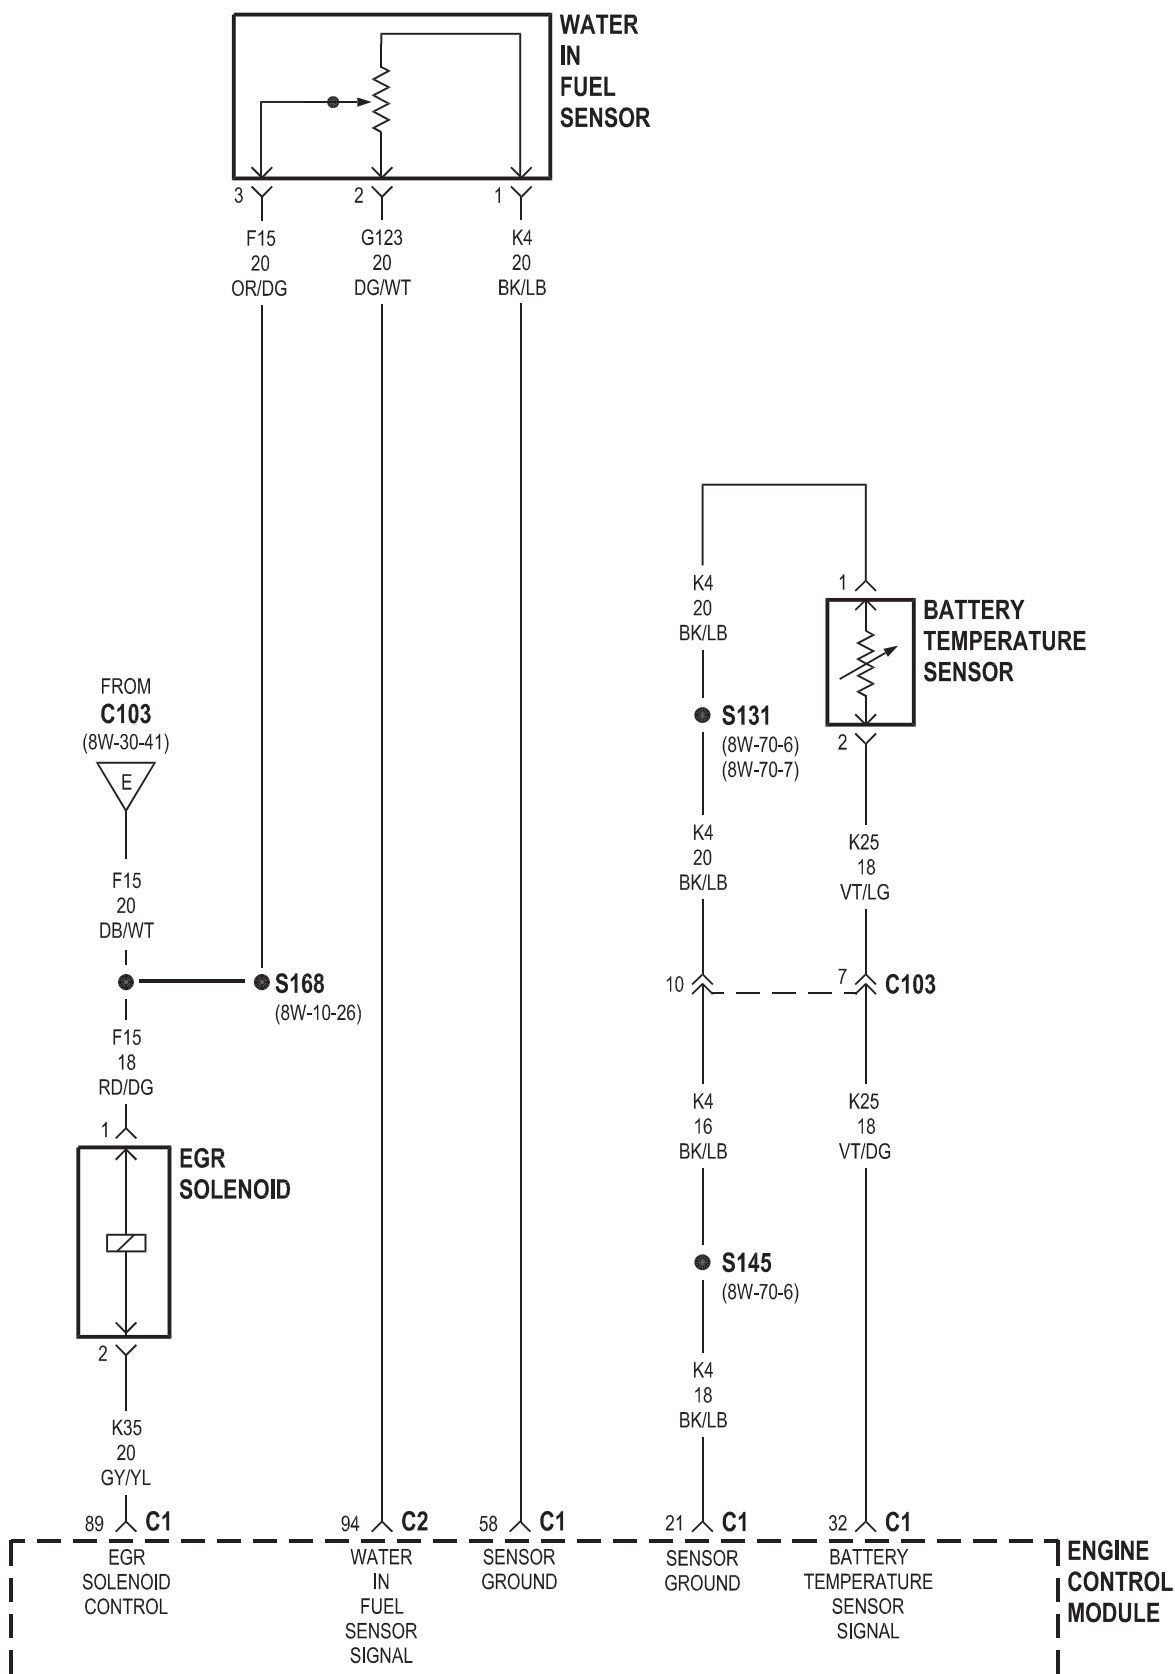 WATER
IN
FUEL
SENSOR
3
2
1
F15
20
OR/DG
G123
20
DG/WT
K4
20
BK/LB
K4
20
BK/LB
1
BATTERY
TEMPERATURE
SENSOR
2
S131
(8W-70-6)
(8W-70-7)
FROM
C103
(8W-30-41)
E
K4
20
BK/LB
K25
18
VT/LG
F15
20
DB/WT
S168
(8W-10-26)
10
7
C103
F15
18
RD/DG
1
EGR
SOLENOID
2
K4
16
BK/LB
K25
18
VT/DG
S145
(8W-70-6)
K4
18
BK/LB
K35
20
GY/YL
89 C1
94 C2
58 C1
21 C1
32 C1
EGR
SOLENOID
CONTROL
WATER
IN
FUEL
SENSOR
SIGNAL
SENSOR
GROUND
SENSOR
GROUND
BATTERY
TEMPERATURE
SENSOR
SIGNAL
ENGINE
CONTROL
MODULE